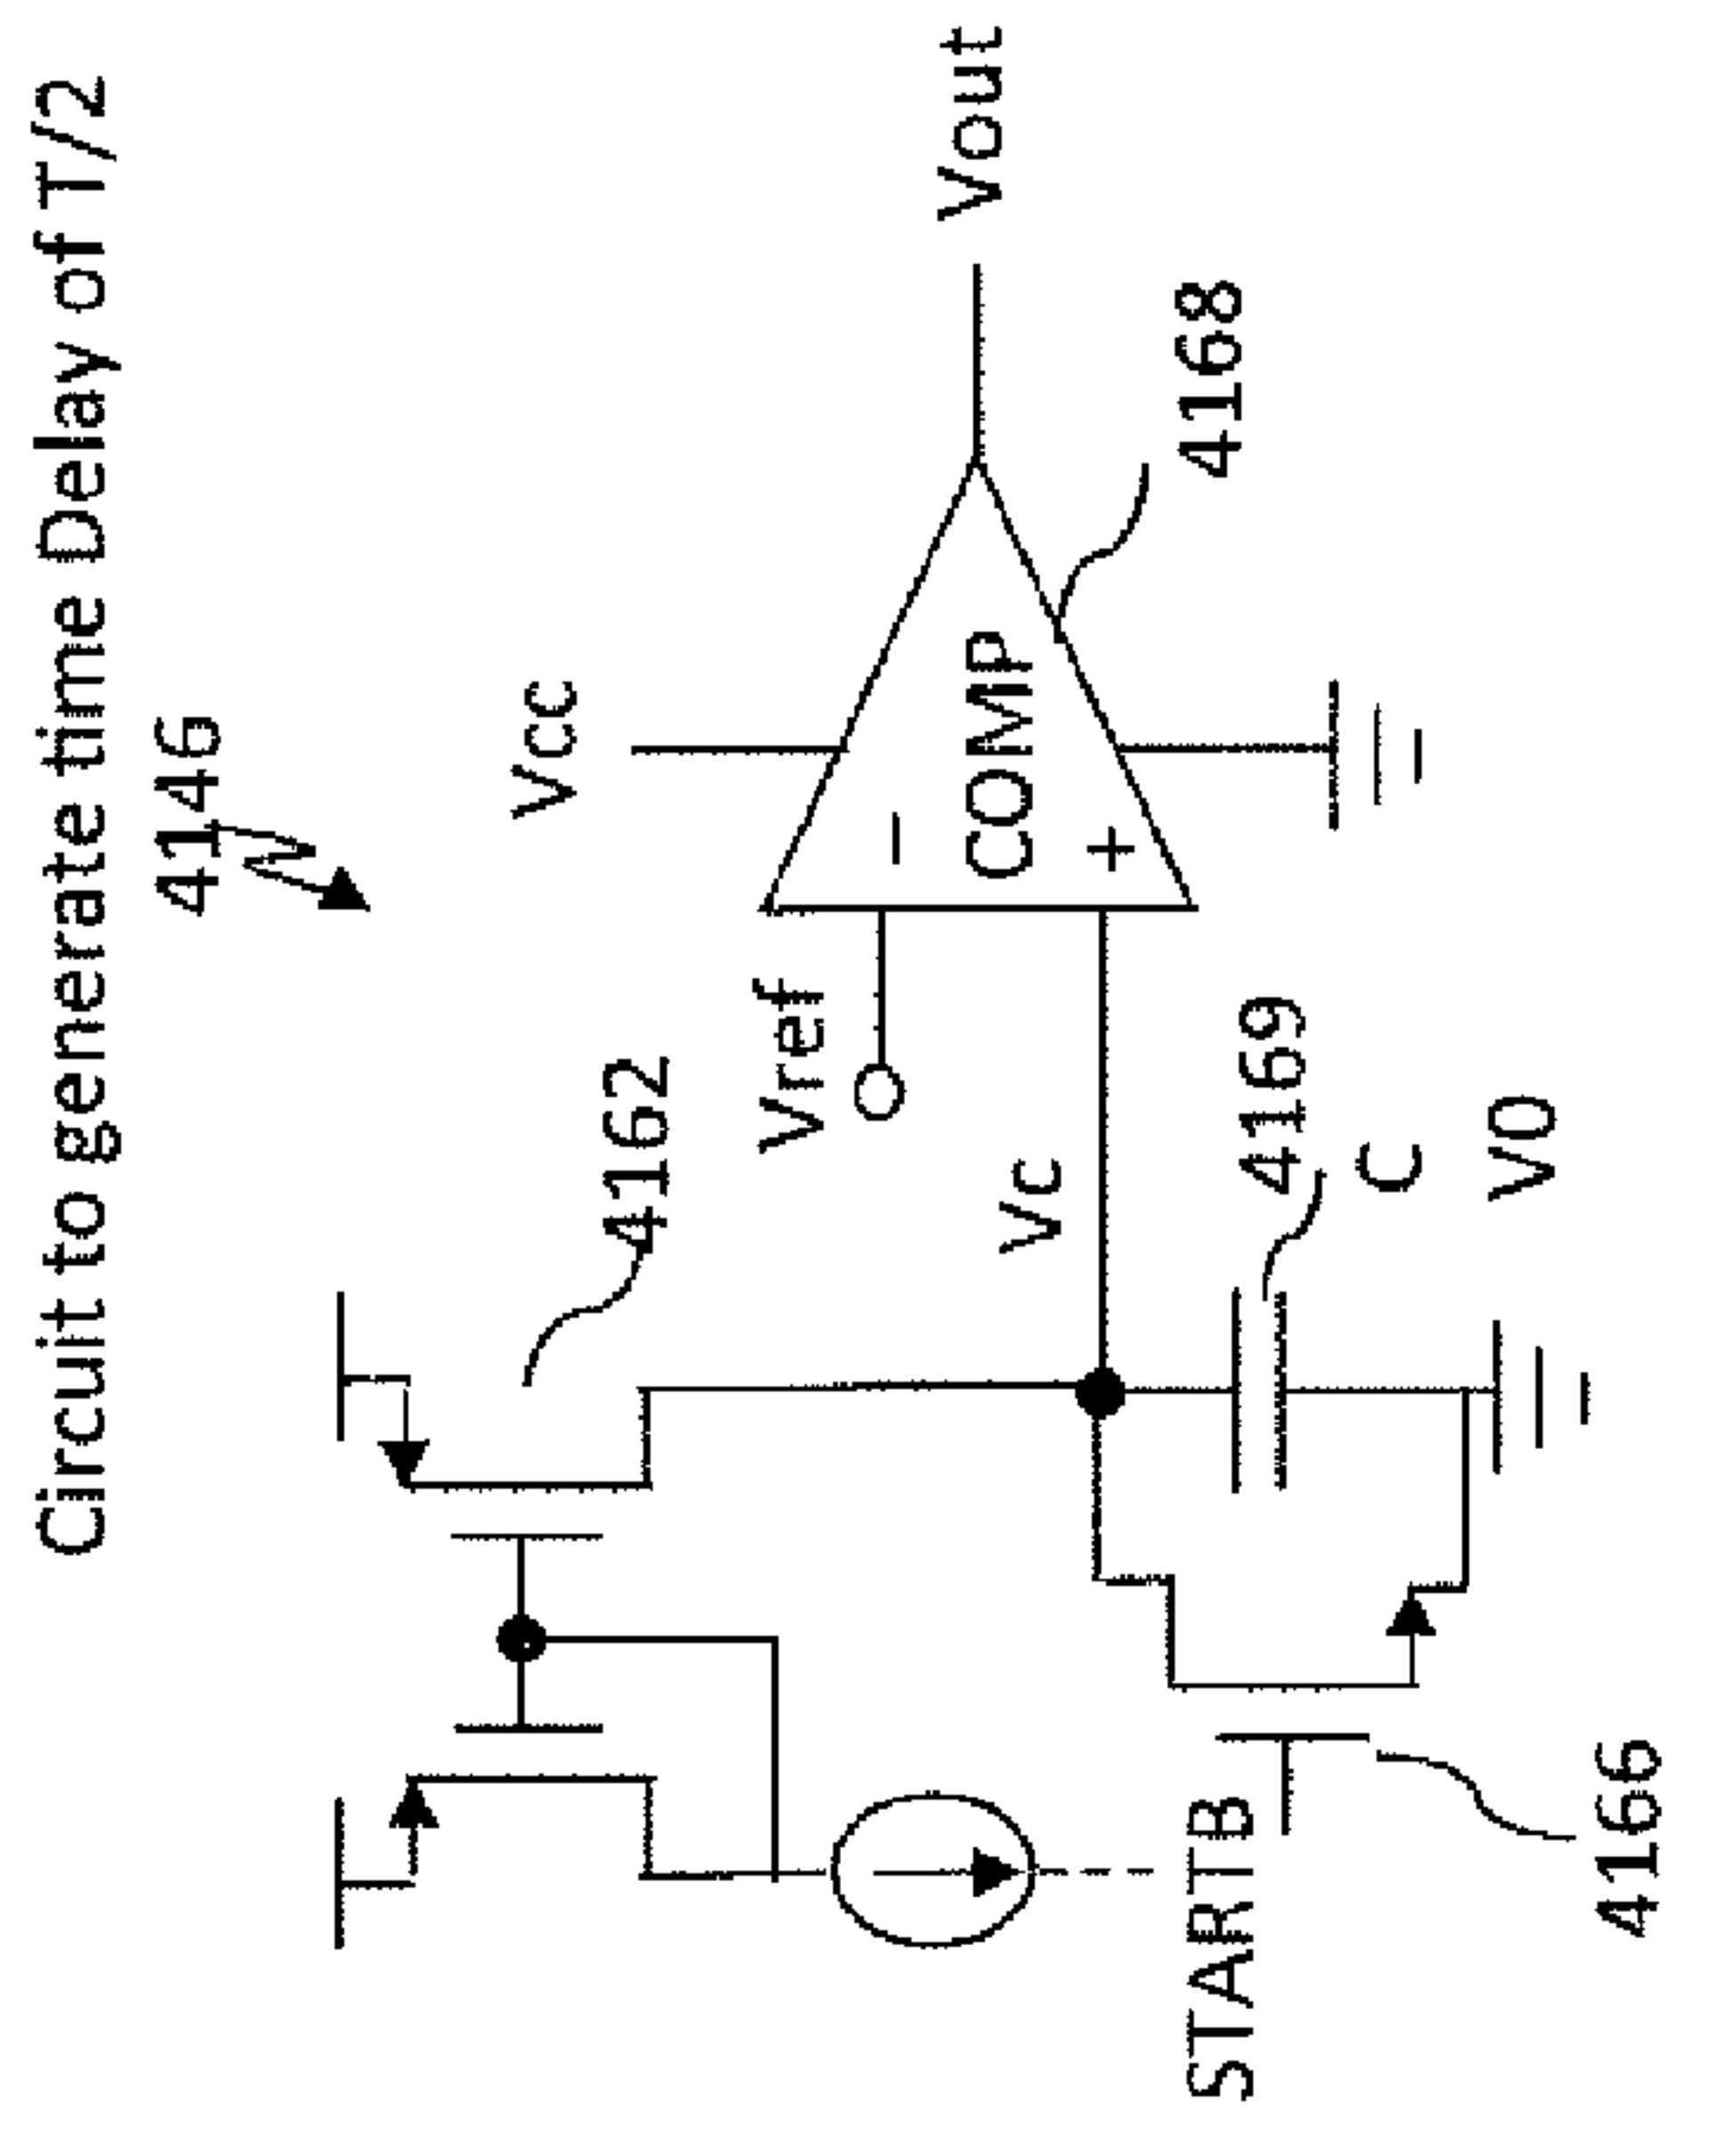 Circuit to generate time Delay of T/2
4146
Vcc
4162
Vref
Vout
Vc
COMP
−
+
4168
4169
C
STARTB
V0
4166